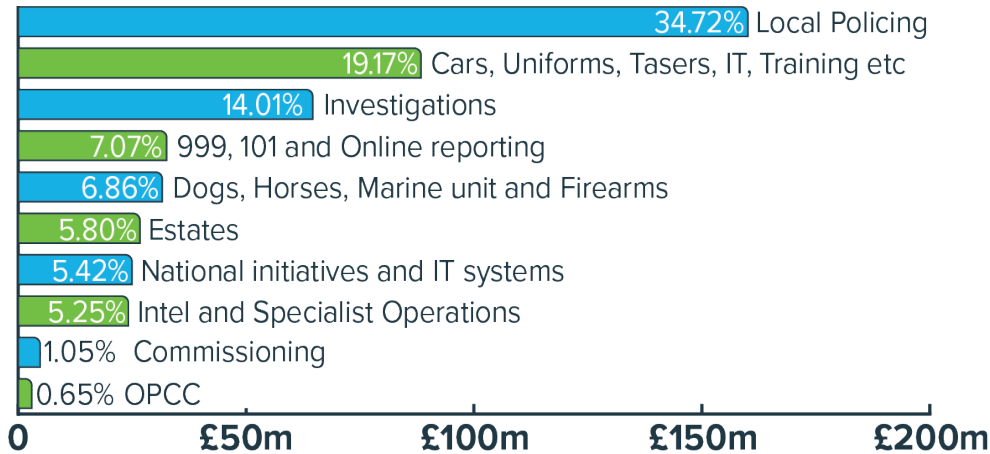 34.72% Local Policing
19.17% Cars, Uniforms, Tasers, IT, Training etc
14.01% Investigations
7.07% 999, 101 and Online reporting
6.86% Dogs, Horses, Marine unit and Firearms
5.80% Estates
5.42% National initiatives and IT systems
5.25% Intel and Specialist Operations
1.05% Commissioning
0.65% OPCC
0 £50m £100m £150m £200m